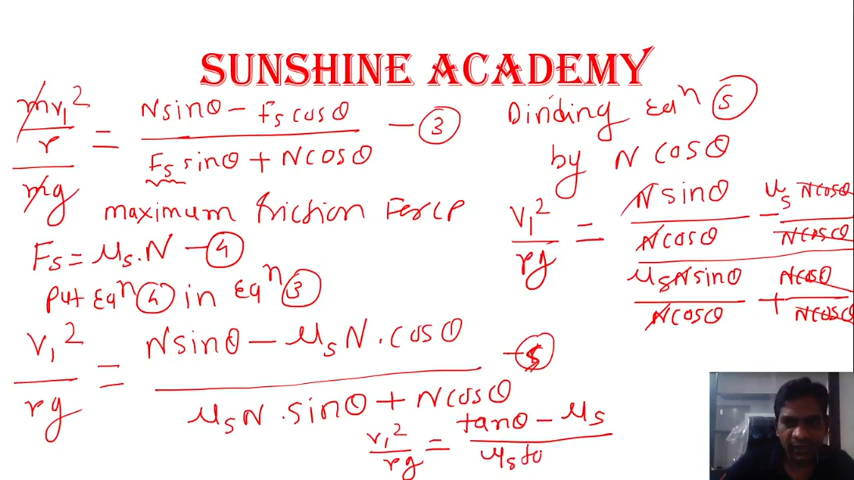 SUNSHINE ACADEMY
mv₁²/r / mg = Nsinθ - Fs cosθ / Fs sinθ + Ncosθ - ③
maximum friction Force
Fs = μs.N - ④
put Eqⁿ ④ in Eqⁿ ③
v₁²/rg = Nsinθ - μsN.cosθ / μsN.sinθ + Ncosθ - ⑤
Dividing Eqⁿ ⑤
by N cosθ
v₁²/rg = Nsinθ/Ncosθ - μs Ncosθ/Ncosθ / μsNsinθ/Ncosθ + Ncosθ/Ncosθ
v₁²/rg = tanθ - μs / μs ta